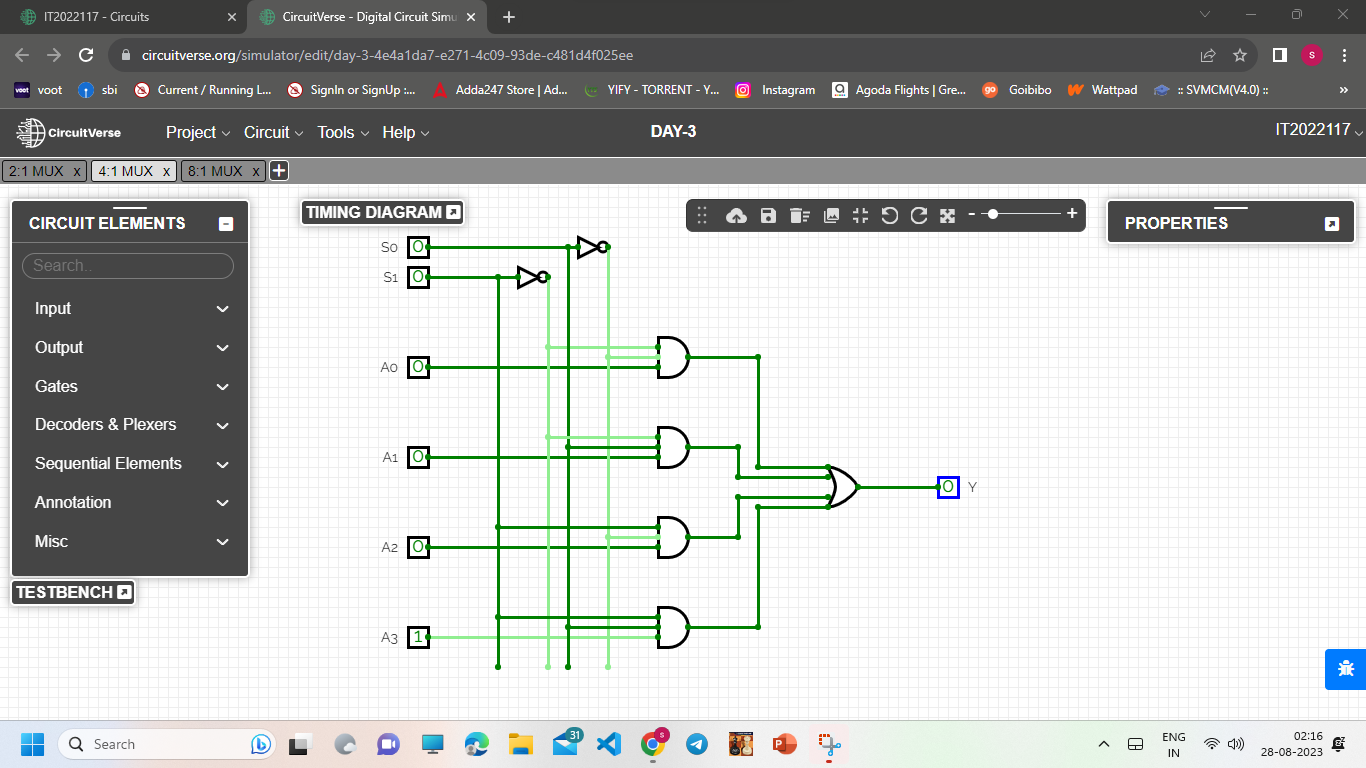 IT2022117 - Circuits
CircuitVerse - Digital Circuit Simu
circuitverse.org/simulator/edit/day-3-4e4a1da7-e271-4c09-93de-c481d4f025ee
s
voot voot sbi Current / Running L... SignIn or SignUp :... Adda247 Store | Ad... YIFY - TORRENT - Y... Instagram Agoda Flights | Gre... go Goibibo Wattpad :: SVMCM(V4.0) :: »
CircuitVerse Project Circuit Tools Help DAY-3 IT2022117
2:1 MUX x 4:1 MUX x 8:1 MUX x +
CIRCUIT ELEMENTS
Search..
Input
Output
Gates
Decoders & Plexers
Sequential Elements
Annotation
Misc
TESTBENCH
TIMING DIAGRAM
- +
PROPERTIES
S0 0
S1 0
A0 0
A1 0
0 Y
A2 0
A3 1
Search
31
s
ENG
IN
02:16
28-08-2023